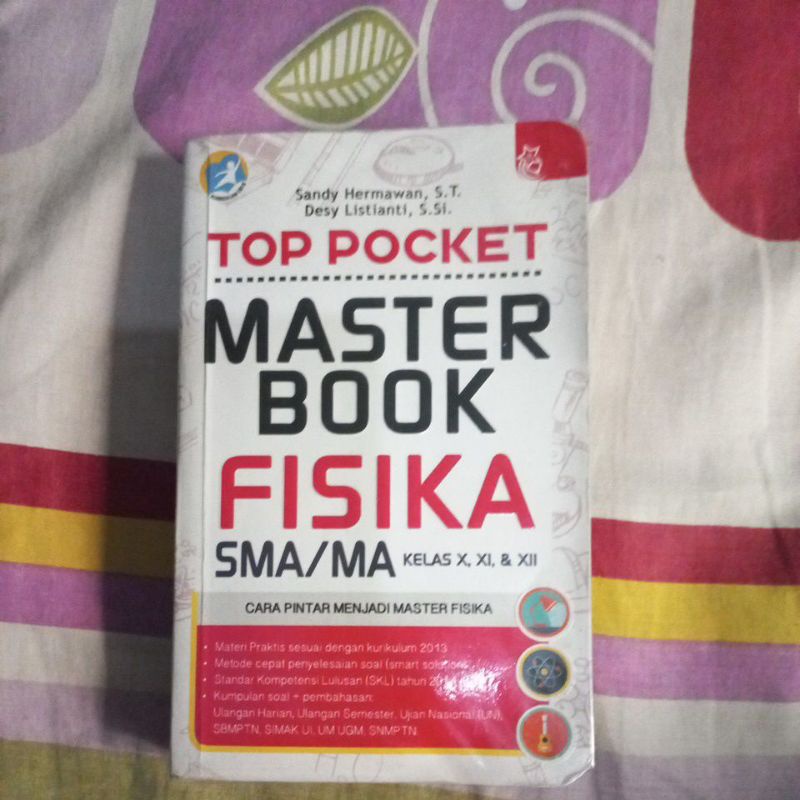 Sandy Hermawan, S.T.
Desy Listianti, S.Si.
TOP POCKET
MASTER
BOOK
FISIKA
SMA/MA KELAS X, XI, & XII
CARA PINTAR MENJADI MASTER FISIKA
• Materi Praktis sesuai dengan kurikulum 2013
• Metode cepat penyelesaian soal (smart solution)
• Standar Kompetensi Lulusan (SKL) tahun
• Kumpulan soal + pembahasan:
Ulangan Harian, Ulangan Semester, Ujian Nasional (UN),
SBMPTN, SIMAK UI, UM UGM, SNMPTN